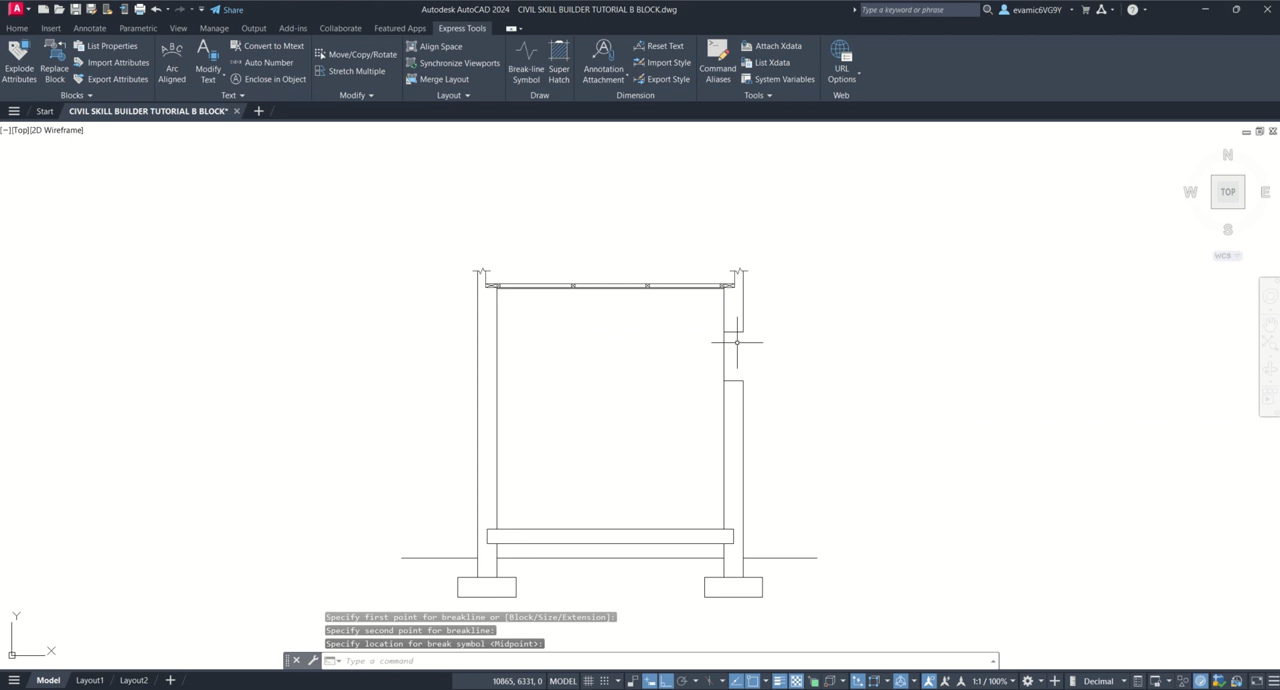 Share
Autodesk AutoCAD 2024 CIVIL SKILL BUILDER TUTORIAL B BLOCK.dwg
Type a keyword or phrase
evamic6VG9Y
Home Insert Annotate Parametric View Manage Output Add-ins Collaborate Featured Apps Express Tools
Explode Attributes
Replace Block
List Properties
Import Attributes
Export Attributes
Blocks
Arc Aligned
Modify Text
Convert to Mtext
Auto Number
Enclose in Object
Text
Move/Copy/Rotate
Stretch Multiple
Modify
Align Space
Synchronize Viewports
Merge Layout
Layout
Break-line Symbol
Super Hatch
Draw
Annotation Attachment
Reset Text
Import Style
Export Style
Dimension
Command Aliases
Attach Xdata
List Xdata
System Variables
Tools
URL Options
Web
Start
CIVIL SKILL BUILDER TUTORIAL B BLOCK*
[−][Top][2D Wireframe]
N
W TOP E
S
WCS
Specify first point for breakline or [Block/Size/Extension]:
Specify second point for breakline:
Specify location for break symbol <Midpoint>:
Type a command
Y
X
Model Layout1 Layout2
10865, 6331, 0 MODEL
1:1 / 100%
Decimal